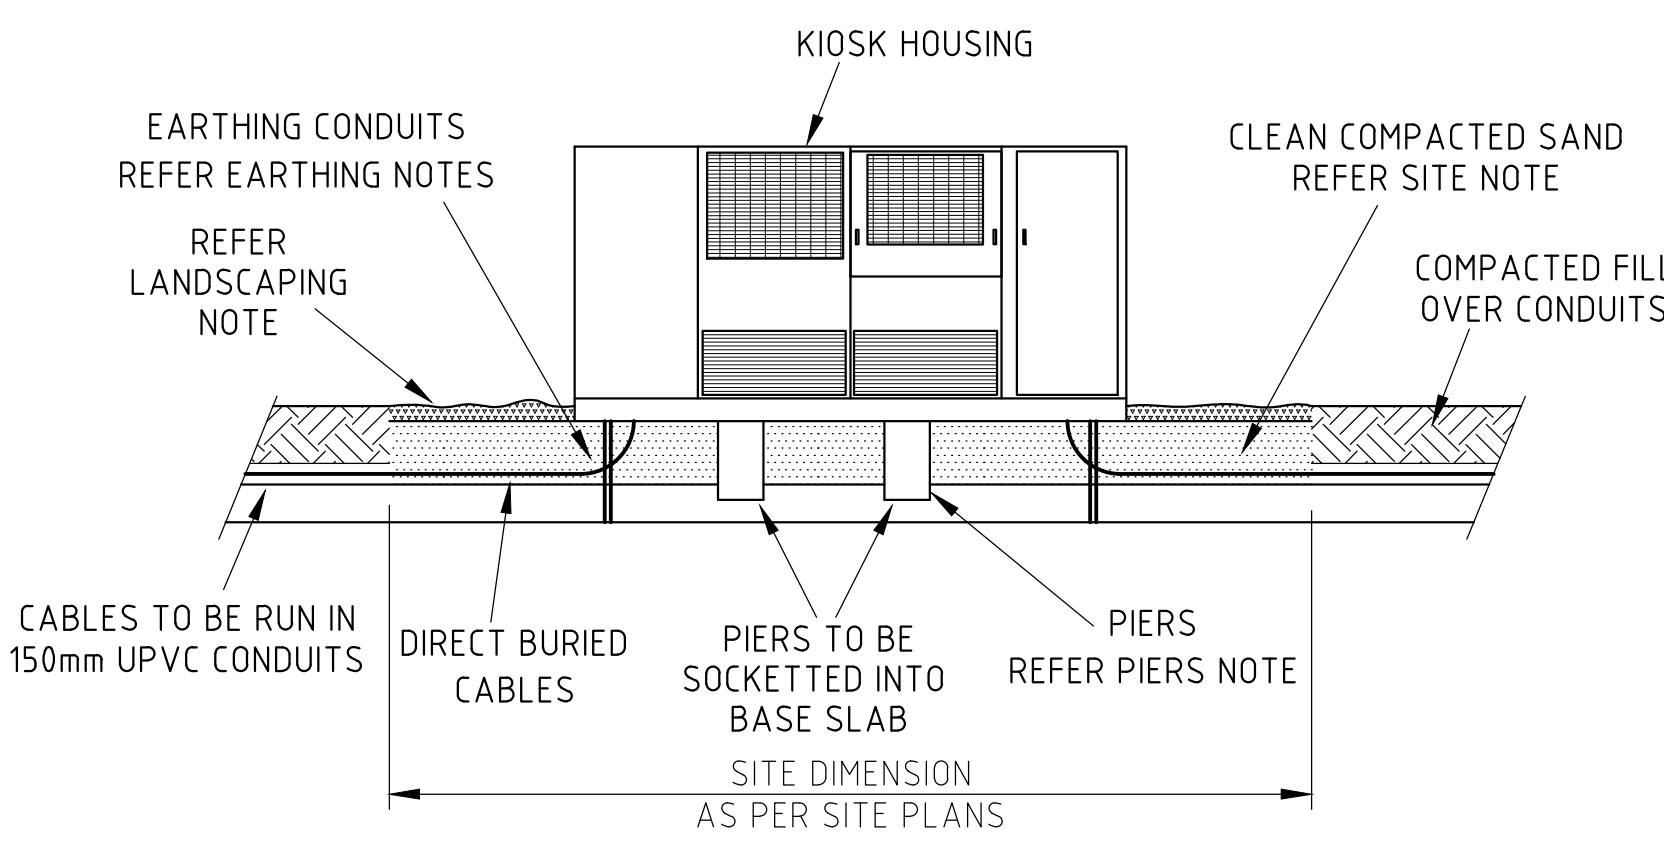 KIOSK HOUSING
EARTHING CONDUITS
REFER EARTHING NOTES
CLEAN COMPACTED SAND
REFER SITE NOTE
REFER
LANDSCAPING
NOTE
COMPACTED FILL
OVER CONDUITS
CABLES TO BE RUN IN
150mm UPVC CONDUITS
DIRECT BURIED
CABLES
PIERS TO BE
SOCKETTED INTO
BASE SLAB
PIERS
REFER PIERS NOTE
SITE DIMENSION
AS PER SITE PLANS